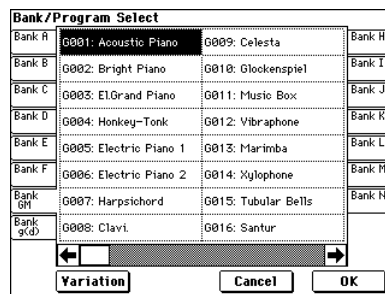 Bank/Program Select
Bank A
Bank B
Bank C
Bank D
Bank E
Bank F
Bank GM
Bank g(d)
G001: Acoustic Piano
G002: Bright Piano
G003: El.Grand Piano
G004: Honkey-Tonk
G005: Electric Piano 1
G006: Electric Piano 2
G007: Harpsichord
G008: Clavi.
G009: Celesta
G010: Glockenspiel
G011: Music Box
G012: Vibraphone
G013: Marimba
G014: Xylophone
G015: Tubular Bells
G016: Santur
Bank H
Bank I
Bank J
Bank K
Bank L
Bank M
Bank N
Variation
Cancel
OK